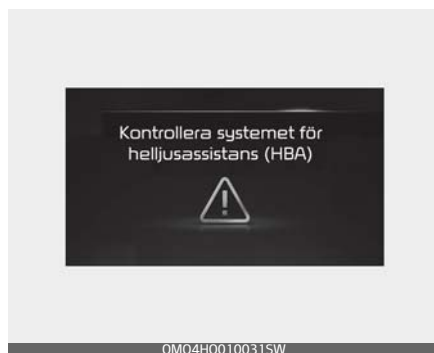 Kontrollera systemet för
helljusassistans (HBA)
OMQ4H0010031SW